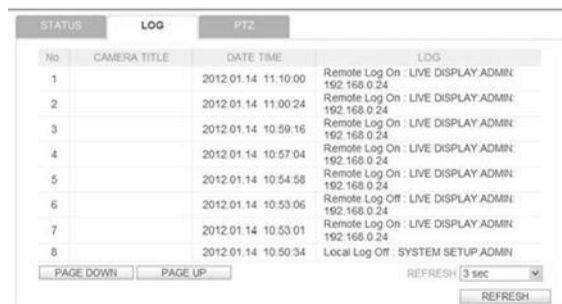 STATUS LOG PTZ
No CAMERA TITLE DATE TIME LOG
1 2012.01.14 11:10:00 Remote Log On : LIVE DISPLAY:ADMIN:
192.168.0.24
2 2012.01.14 11:00:24 Remote Log On : LIVE DISPLAY:ADMIN:
192.168.0.24
3 2012.01.14 10:59:16 Remote Log On : LIVE DISPLAY:ADMIN:
192.168.0.24
4 2012.01.14 10:57:04 Remote Log On : LIVE DISPLAY:ADMIN:
192.168.0.24
5 2012.01.14 10:54:58 Remote Log On : LIVE DISPLAY:ADMIN:
192.168.0.24
6 2012.01.14 10:53:06 Remote Log Off : LIVE DISPLAY:ADMIN:
192.168.0.24
7 2012.01.14 10:53:01 Remote Log On : LIVE DISPLAY:ADMIN:
192.168.0.24
8 2012.01.14 10:50:34 Local Log Off : SYSTEM SETUP:ADMIN
PAGE DOWN PAGE UP REFRESH 3 sec
REFRESH